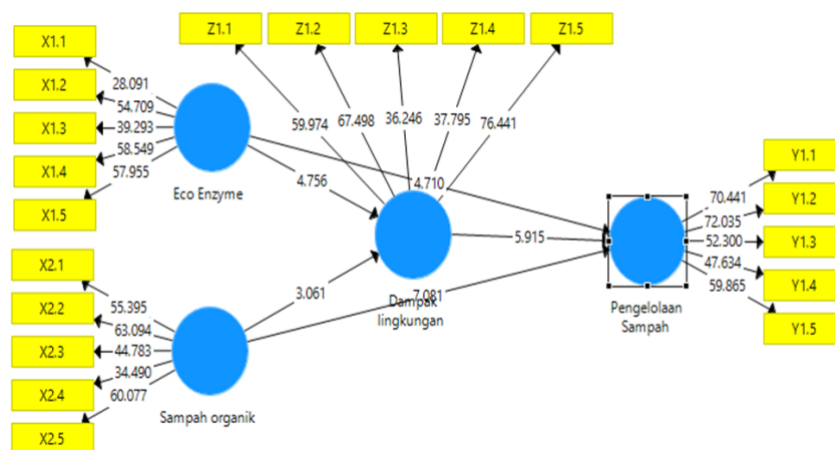 Z1.1
Z1.2
Z1.3
Z1.4
Z1.5
X1.1
X1.2
X1.3
X1.4
X1.5
28.091
54.709
39.293
58.549
57.955
Eco Enzyme
59.974
67.498
36.246
37.795
76.441
4.756
4.710
5.915
3.061
7.081
Dampak
lingkungan
X2.1
X2.2
X2.3
X2.4
X2.5
55.395
63.094
44.783
34.490
60.077
Sampah organik
Pengelolaan
Sampah
70.441
72.035
52.300
47.634
59.865
Y1.1
Y1.2
Y1.3
Y1.4
Y1.5